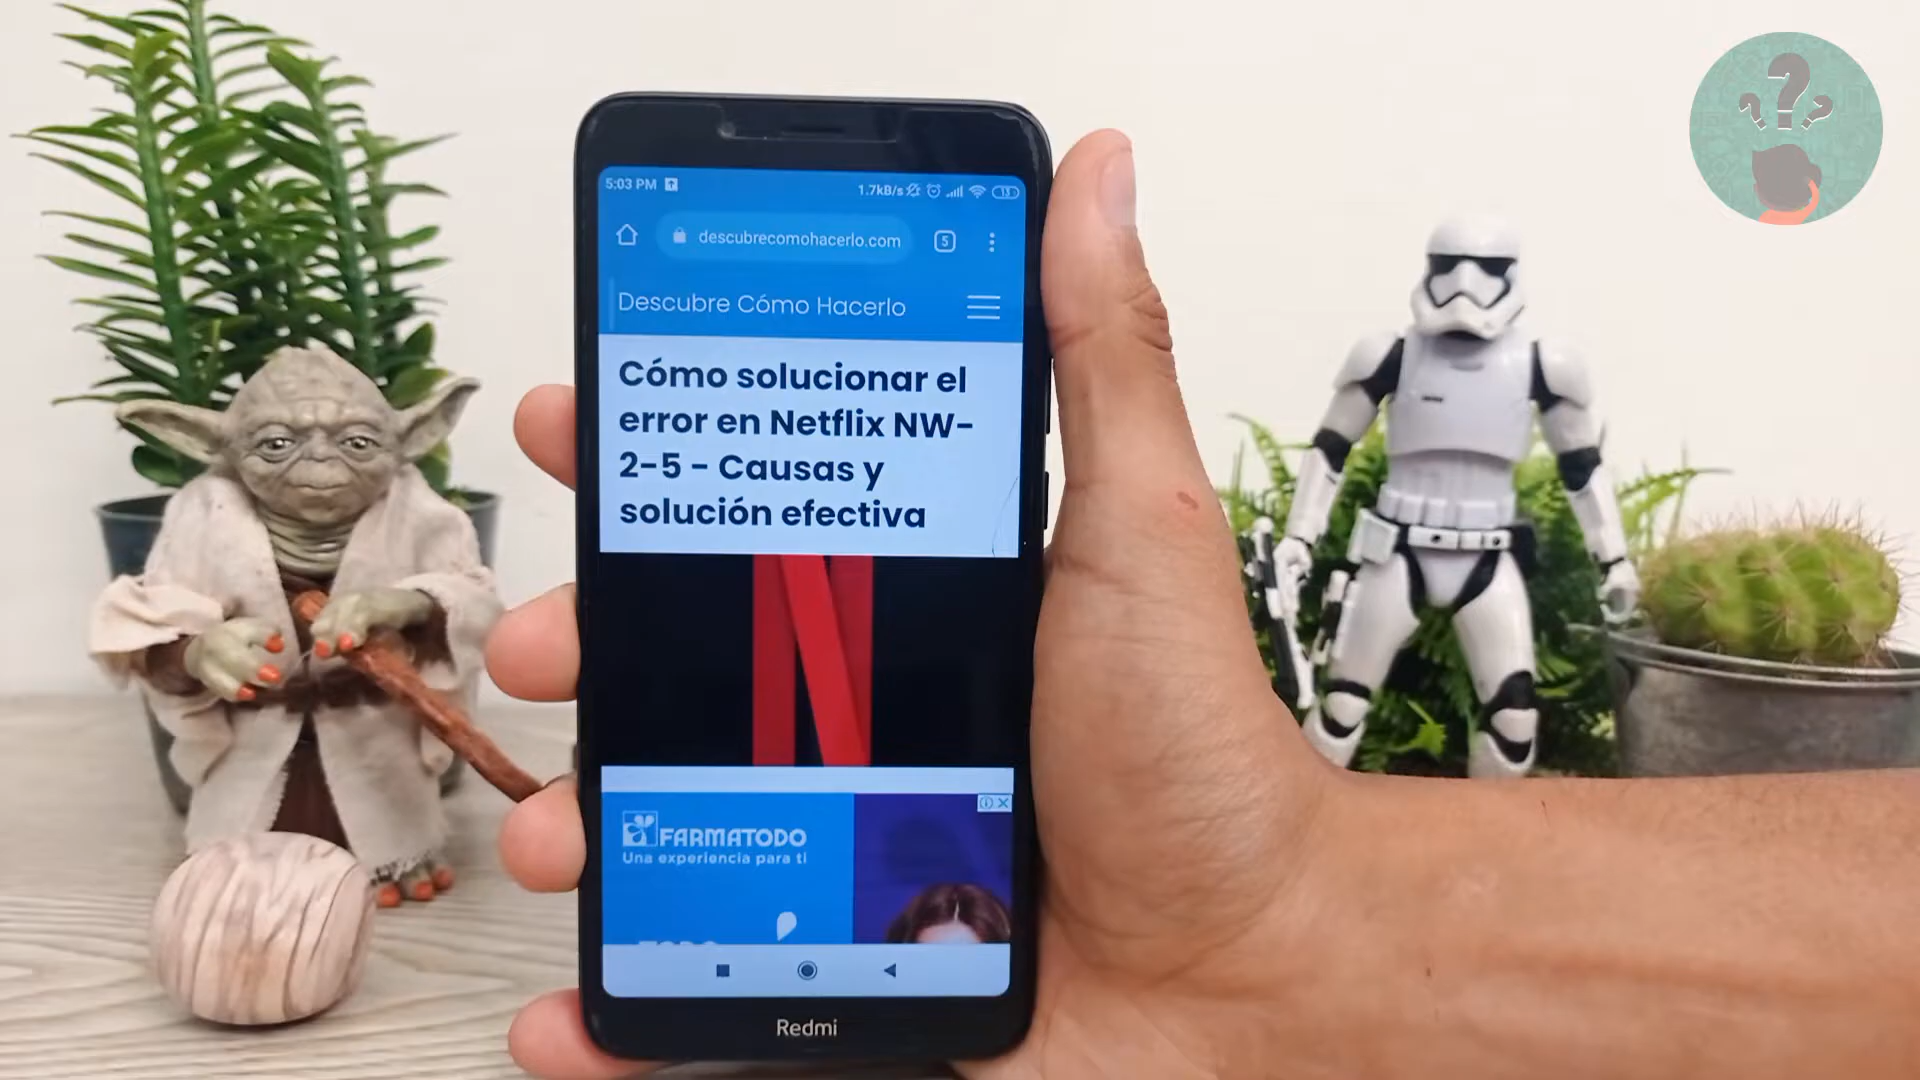 5:03 PM
1.7kB/s
13
descubrecomohacerlo.com
5
Descubre Cómo Hacerlo
Cómo solucionar el
error en Netflix NW-
2-5 - Causas y
solución efectiva
FARMATODO
Una experiencia para ti
Redmi